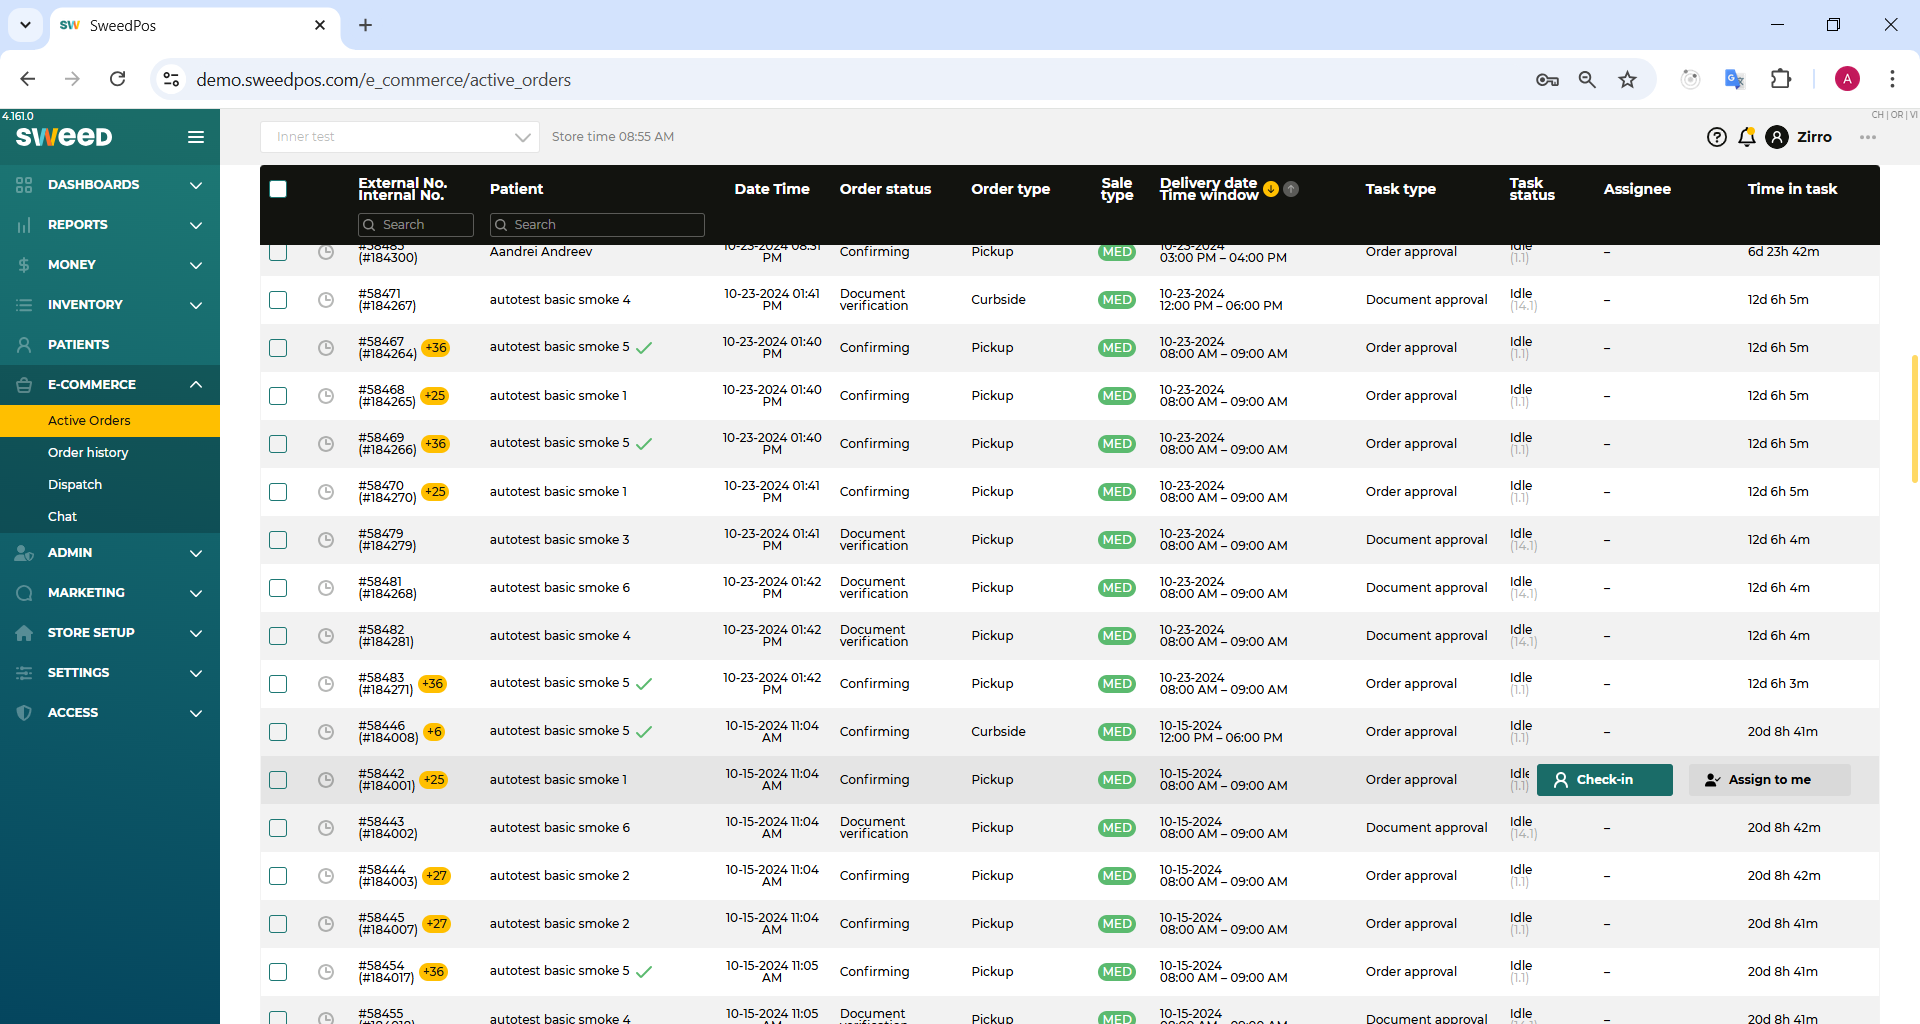 SweedPos
demo.sweedpos.com/e_commerce/active_orders
A
4.161.0
CH | OR | VI
sweed
Inner test
Store time 08:55 AM
Zirro
DASHBOARDS
REPORTS
MONEY
INVENTORY
PATIENTS
E-COMMERCE
Active Orders
Order history
Dispatch
Chat
ADMIN
MARKETING
STORE SETUP
SETTINGS
ACCESS
External No. Patient Date Time Order status Order type Sale Delivery date Task type Task Assignee Time in task
Internal No. type Time window status
Search Search
#58485 Aandrei Andreev 10-23-2024 08:31 Confirming Pickup MED 10-23-2024 Order approval Idle – 6d 23h 42m
(#184300) PM 03:00 PM – 04:00 PM (1.1)
#58471 autotest basic smoke 4 10-23-2024 01:41 Document Curbside MED 10-23-2024 Document approval Idle – 12d 6h 5m
(#184267) PM verification 12:00 PM – 06:00 PM (14.1)
#58467 +36 autotest basic smoke 5 10-23-2024 01:40 Confirming Pickup MED 10-23-2024 Order approval Idle – 12d 6h 5m
(#184264) PM 08:00 AM – 09:00 AM (1.1)
#58468 +25 autotest basic smoke 1 10-23-2024 01:40 Confirming Pickup MED 10-23-2024 Order approval Idle – 12d 6h 5m
(#184265) PM 08:00 AM – 09:00 AM (1.1)
#58469 +36 autotest basic smoke 5 10-23-2024 01:40 Confirming Pickup MED 10-23-2024 Order approval Idle – 12d 6h 5m
(#184266) PM 08:00 AM – 09:00 AM (1.1)
#58470 +25 autotest basic smoke 1 10-23-2024 01:41 Confirming Pickup MED 10-23-2024 Order approval Idle – 12d 6h 5m
(#184270) PM 08:00 AM – 09:00 AM (1.1)
#58479 autotest basic smoke 3 10-23-2024 01:41 Document Pickup MED 10-23-2024 Document approval Idle – 12d 6h 4m
(#184279) PM verification 08:00 AM – 09:00 AM (14.1)
#58481 autotest basic smoke 6 10-23-2024 01:42 Document Pickup MED 10-23-2024 Document approval Idle – 12d 6h 4m
(#184268) PM verification 08:00 AM – 09:00 AM (14.1)
#58482 autotest basic smoke 4 10-23-2024 01:42 Document Pickup MED 10-23-2024 Document approval Idle – 12d 6h 4m
(#184281) PM verification 08:00 AM – 09:00 AM (14.1)
#58483 +36 autotest basic smoke 5 10-23-2024 01:42 Confirming Pickup MED 10-23-2024 Order approval Idle – 12d 6h 3m
(#184271) PM 08:00 AM – 09:00 AM (1.1)
#58446 +6 autotest basic smoke 5 10-15-2024 11:04 Confirming Curbside MED 10-15-2024 Order approval Idle – 20d 8h 41m
(#184008) AM 12:00 PM – 06:00 PM (1.1)
#58442 +25 autotest basic smoke 1 10-15-2024 11:04 Confirming Pickup MED 10-15-2024 Order approval Idle Check-in Assign to me
(#184001) AM 08:00 AM – 09:00 AM (1.1)
#58443 autotest basic smoke 6 10-15-2024 11:04 Document Pickup MED 10-15-2024 Document approval Idle – 20d 8h 42m
(#184002) AM verification 08:00 AM – 09:00 AM (14.1)
#58444 +27 autotest basic smoke 2 10-15-2024 11:04 Confirming Pickup MED 10-15-2024 Order approval Idle – 20d 8h 42m
(#184003) AM 08:00 AM – 09:00 AM (1.1)
#58445 +27 autotest basic smoke 2 10-15-2024 11:04 Confirming Pickup MED 10-15-2024 Order approval Idle – 20d 8h 41m
(#184007) AM 08:00 AM – 09:00 AM (1.1)
#58454 +36 autotest basic smoke 5 10-15-2024 11:05 Confirming Pickup MED 10-15-2024 Order approval Idle – 20d 8h 41m
(#184017) AM 08:00 AM – 09:00 AM (1.1)
#58455 autotest basic smoke 4 10-15-2024 11:05 Document Pickup MED 10-15-2024 Document approval Idle – 20d 8h 41m